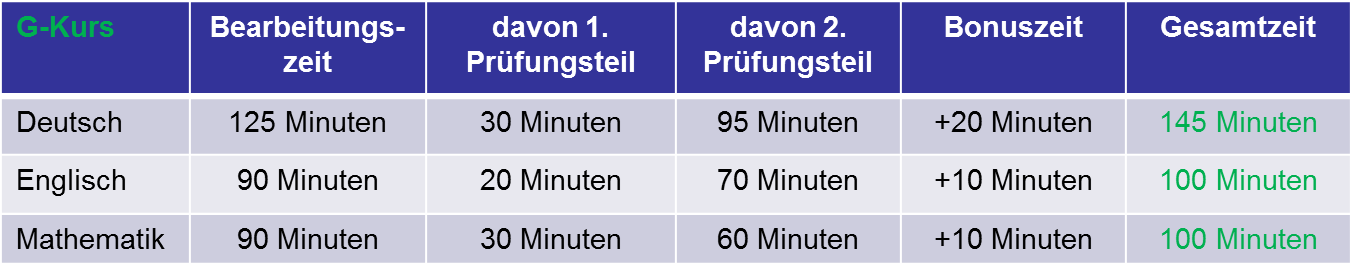 G-Kurs Bearbeitungs- davon 1. davon 2. Bonuszeit Gesamtzeit
zeit Prüfungsteil Prüfungsteil
Deutsch 125 Minuten 30 Minuten 95 Minuten +20 Minuten 145 Minuten
Englisch 90 Minuten 20 Minuten 70 Minuten +10 Minuten 100 Minuten
Mathematik 90 Minuten 30 Minuten 60 Minuten +10 Minuten 100 Minuten